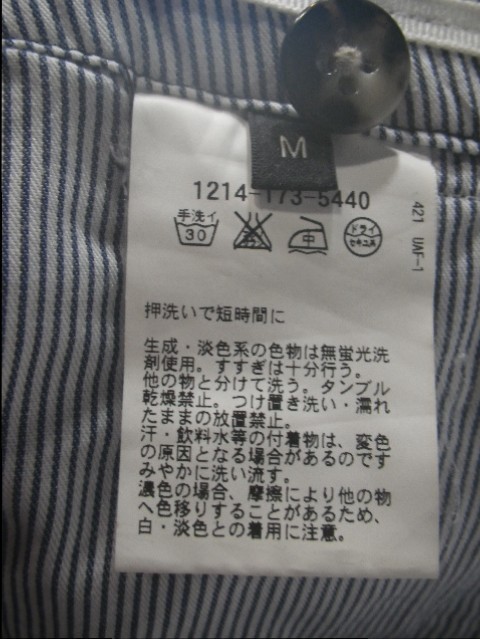 M
1214-173-5440
手洗イ
30
中
ドライ
セキユ系
421 UAF-1
押洗いで短時間に
生成・淡色系の色物は無蛍光洗
剤使用。すすぎは十分行う。
他の物と分けて洗う。タンブル
乾燥禁止。つけ置き洗い・濡れ
たままの放置禁止。
汗・飲料水等の付着物は、変色
の原因となる場合があるのです
みやかに洗い流す。
濃色の場合、摩擦により他の物
へ色移りすることがあるため、
白・淡色との着用に注意。